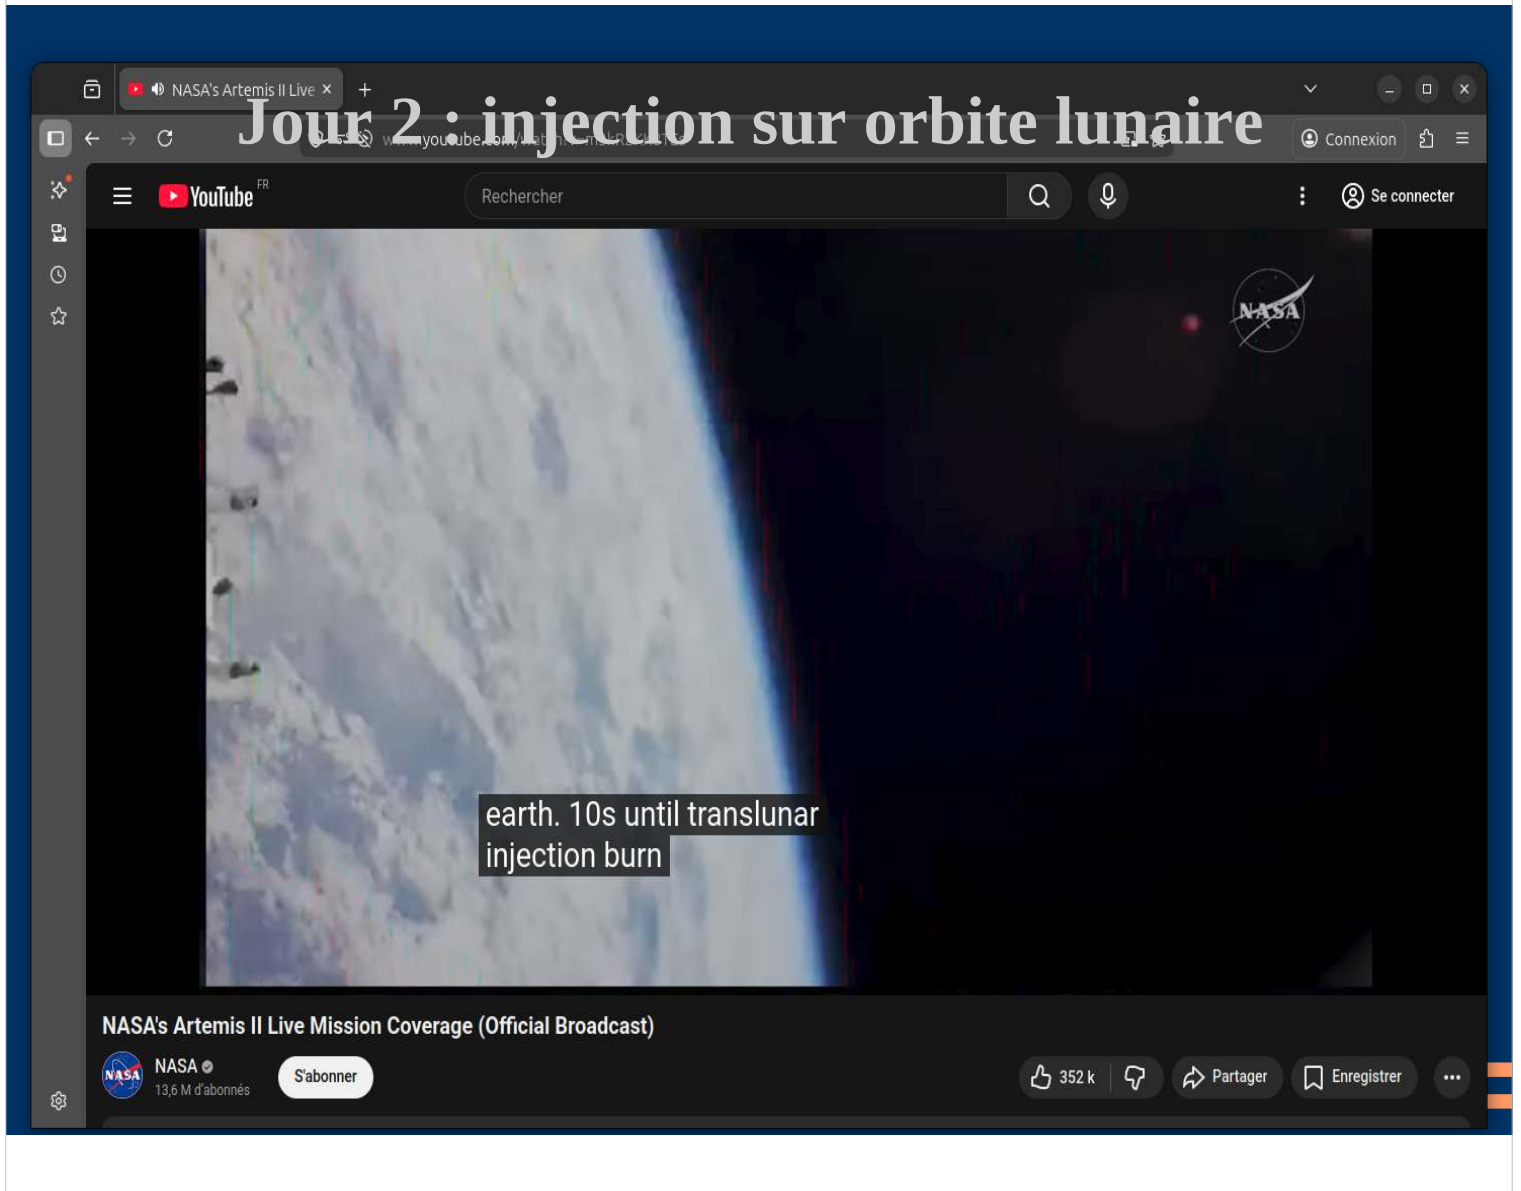 NASA's Artemis II Live
Jour 2 : injection sur orbite lunaire
Connexion
YouTube FR
Rechercher
Se connecter
NASA
earth. 10s until translunar
injection burn
NASA's Artemis II Live Mission Coverage (Official Broadcast)
NASA
NASA
13,6 M d'abonnés
S'abonner
352 k
Partager
Enregistrer